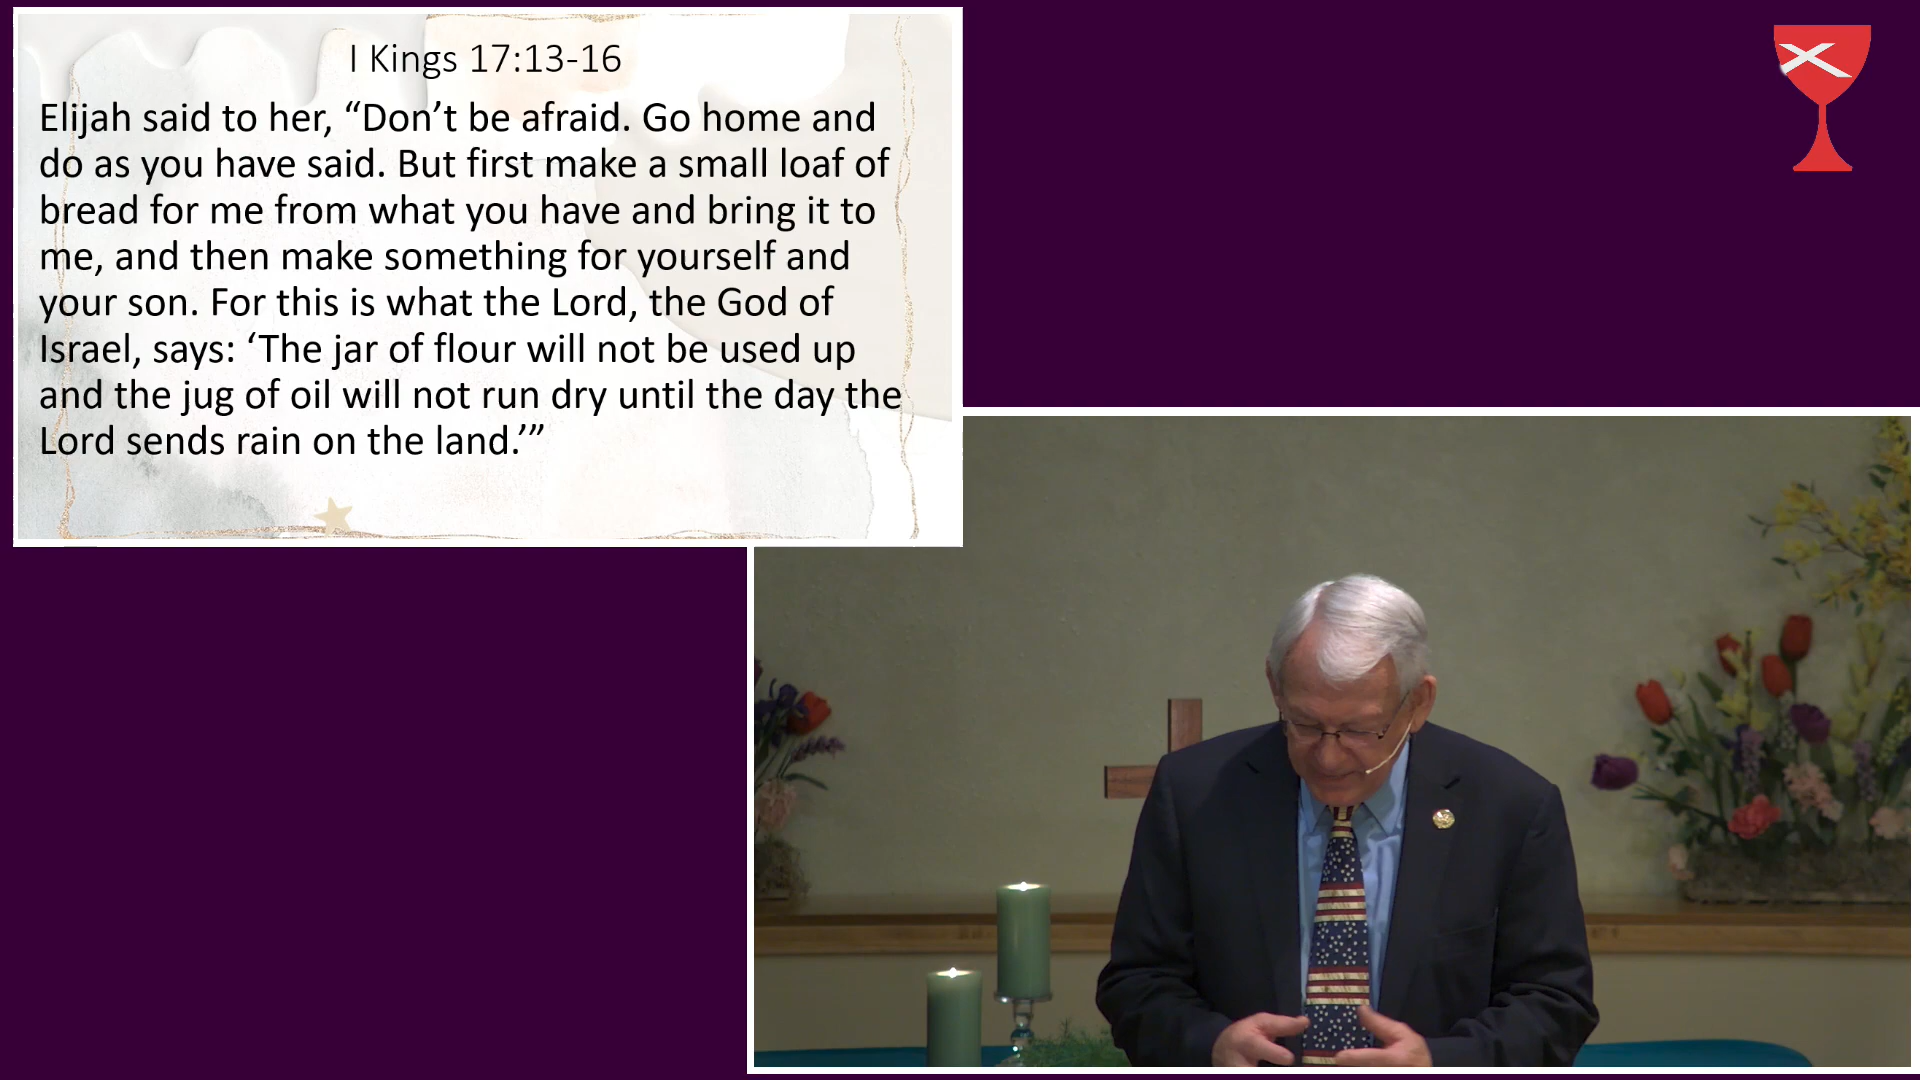 I Kings 17:13-16
Elijah said to her, “Don’t be afraid. Go home and
do as you have said. But first make a small loaf of
bread for me from what you have and bring it to
me, and then make something for yourself and
your son. For this is what the Lord, the God of
Israel, says: ‘The jar of flour will not be used up
and the jug of oil will not run dry until the day the
Lord sends rain on the land.’”